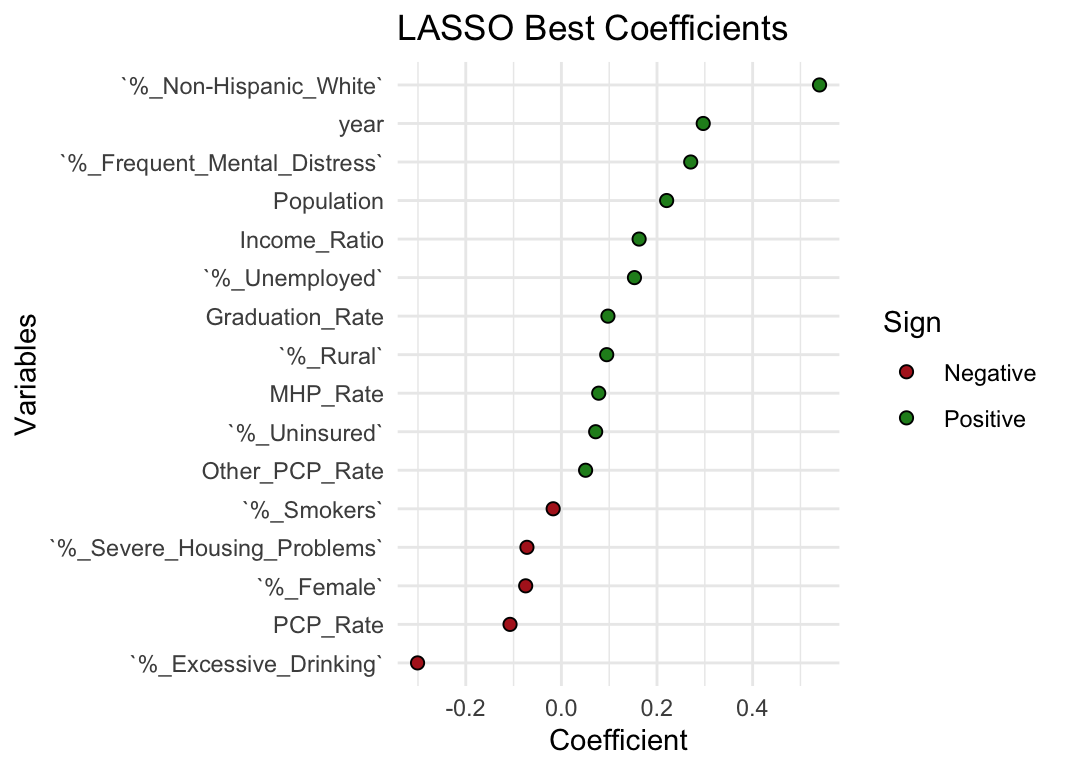 LASSO Best Coefficients
`%_Non-Hispanic_White`
year
`%_Frequent_Mental_Distress`
Population
Income_Ratio
`%_Unemployed`
Graduation_Rate
`%_Rural`
MHP_Rate
`%_Uninsured`
Other_PCP_Rate
`%_Smokers`
`%_Severe_Housing_Problems`
`%_Female`
PCP_Rate
`%_Excessive_Drinking`
Variables
-0.2 0.0 0.2 0.4
Coefficient
Sign
Negative
Positive